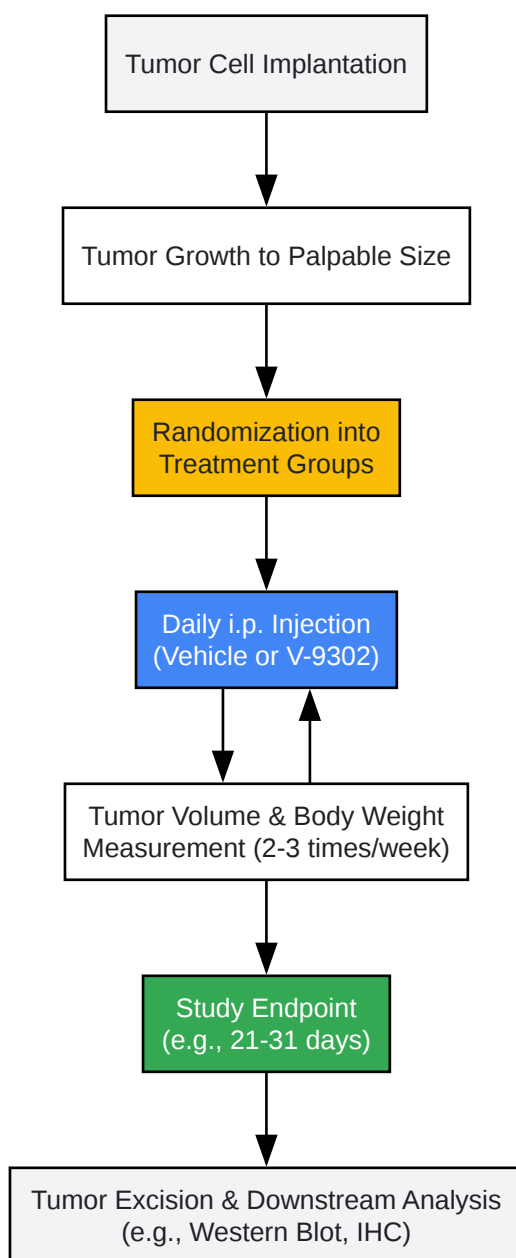 Tumor Cell Implantation
Tumor Growth to Palpable Size
Randomization into
Treatment Groups
Daily i.p. Injection
(Vehicle or V-9302)
Tumor Volume & Body Weight
Measurement (2-3 times/week)
Study Endpoint
(e.g., 21-31 days)
Tumor Excision & Downstream Analysis
(e.g., Western Blot, IHC)